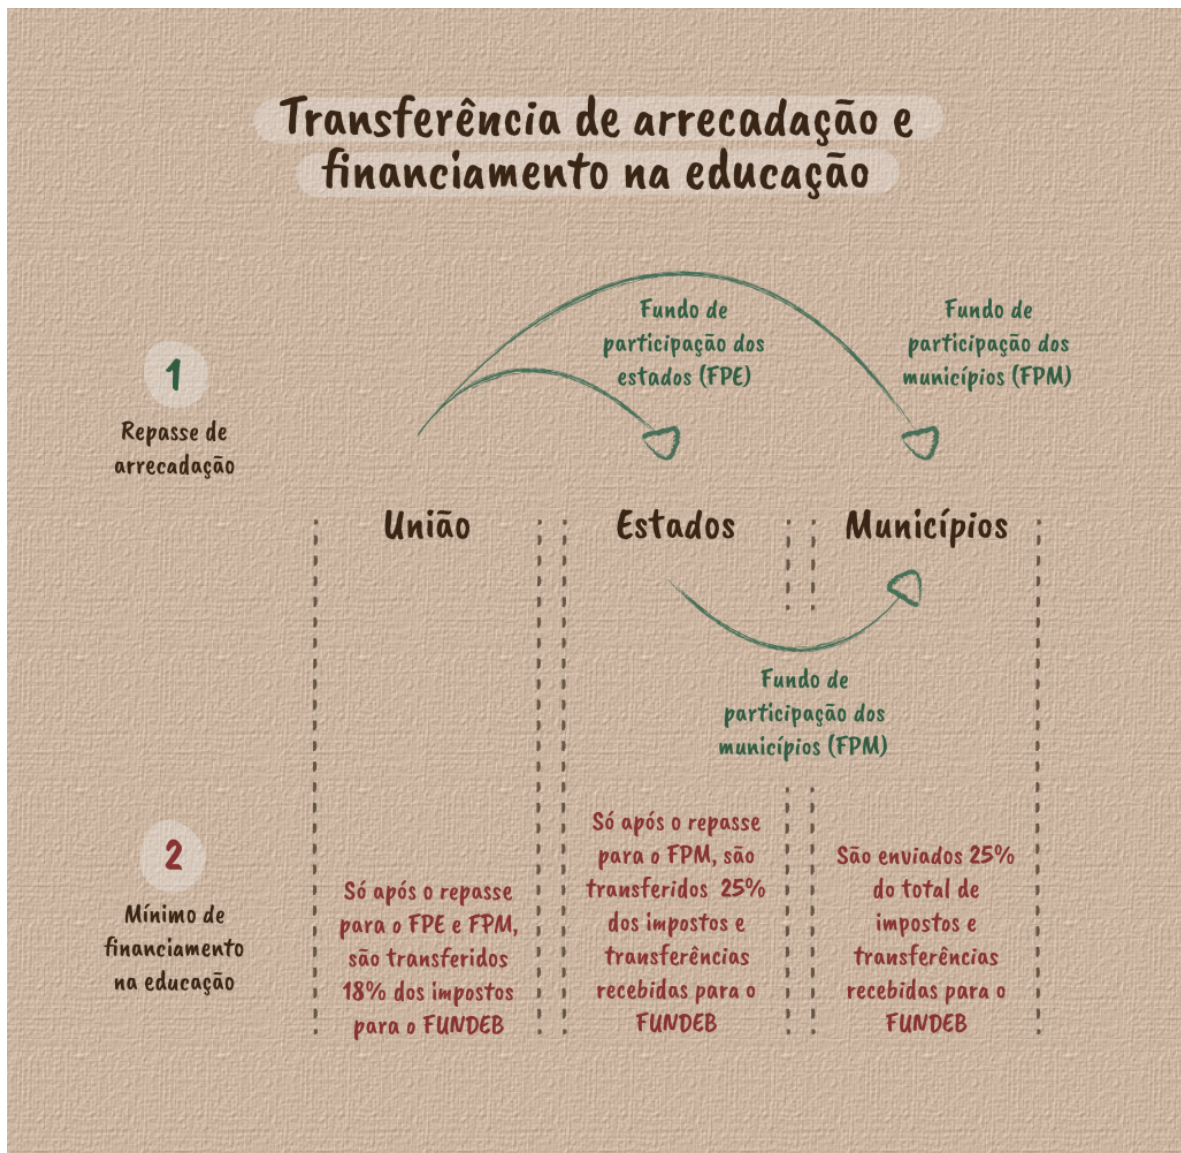 Transferência de arrecadação e
financiamento na educação
1
Repasse de
arrecadação
Fundo de
participação dos
estados (FPE)
Fundo de
participação dos
municípios (FPM)
União
Estados
Municípios
Fundo de
participação dos
municípios (FPM)
2
Mínimo de
financiamento
na educação
Só após o repasse
para o FPE e FPM,
são transferidos
18% dos impostos
para o FUNDEB
Só após o repasse
para o FPM, são
transferidos 25%
dos impostos e
transferências
recebidas para o
FUNDEB
São enviados 25%
do total de
impostos e
transferências
recebidas para o
FUNDEB